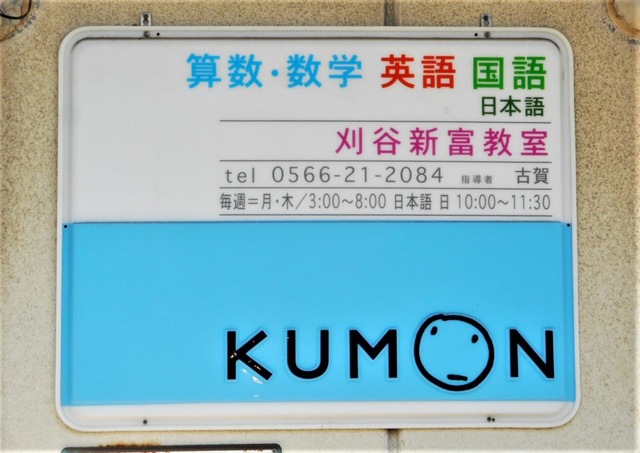 算数・数学 英語 国語
日本語
刈谷新富教室
tel 0566-21-2084 指導者 古賀
毎週=月・木/3:00〜8:00 日本語 日 10:00〜11:30
KUMON